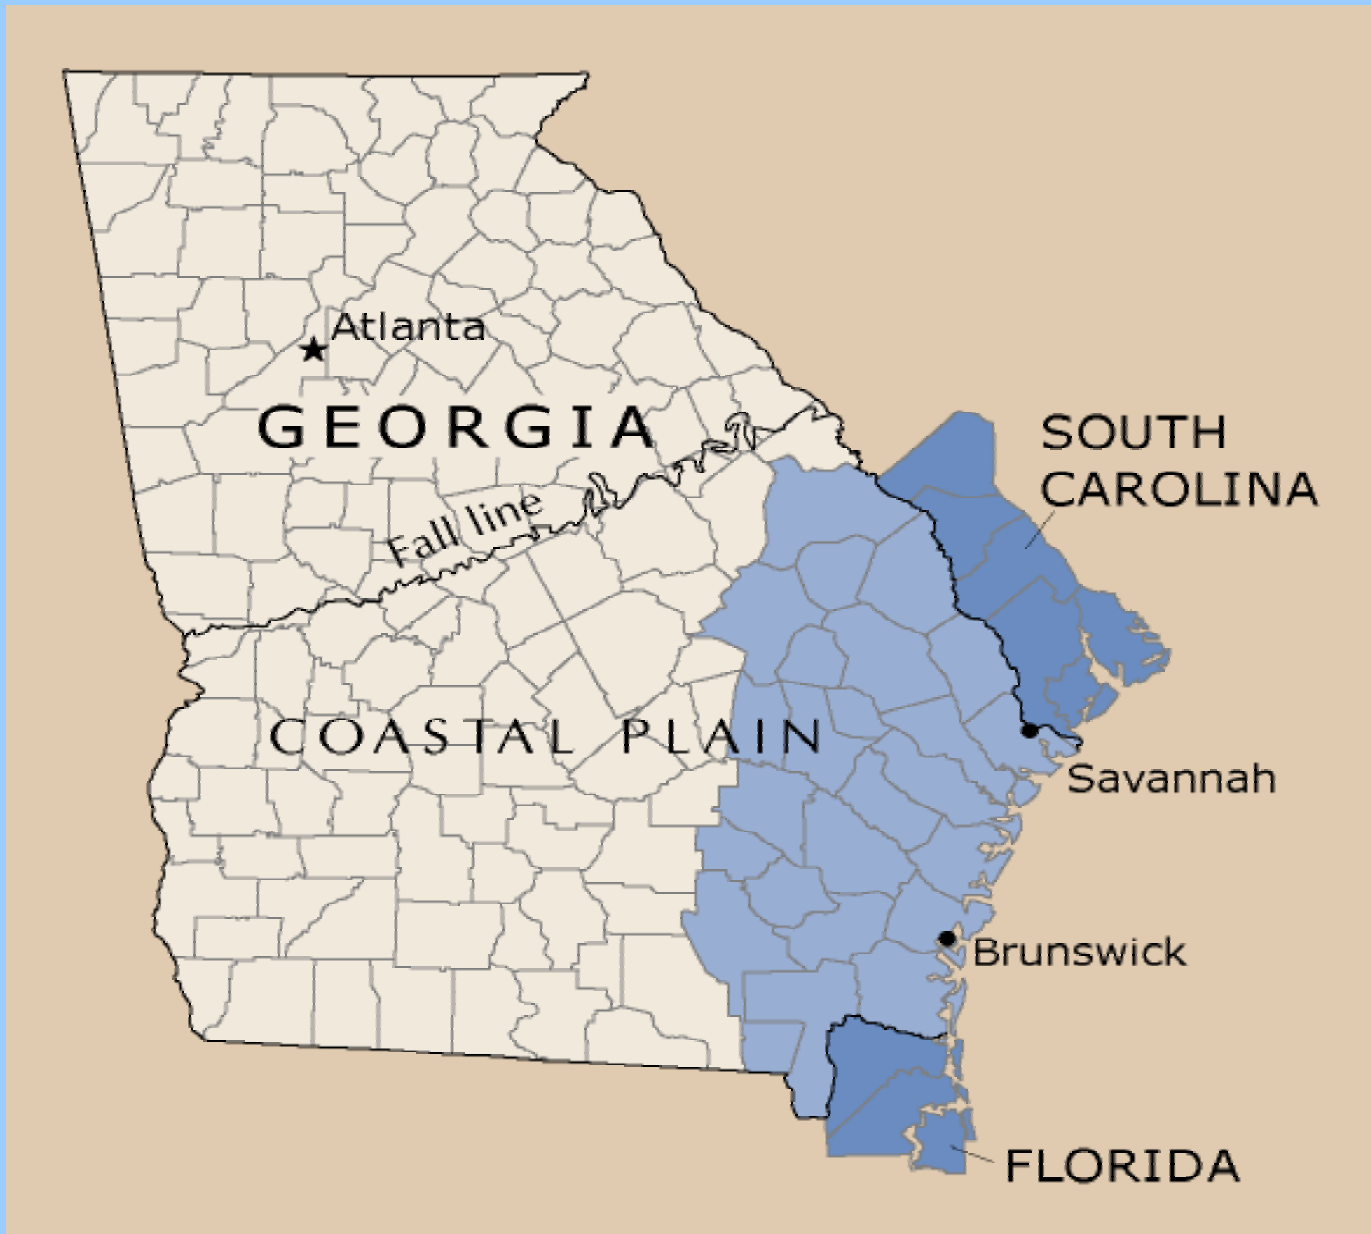 Atlanta
GEORGIA
SOUTH
CAROLINA
Fall line
COASTAL PLAIN
Savannah
Brunswick
FLORIDA